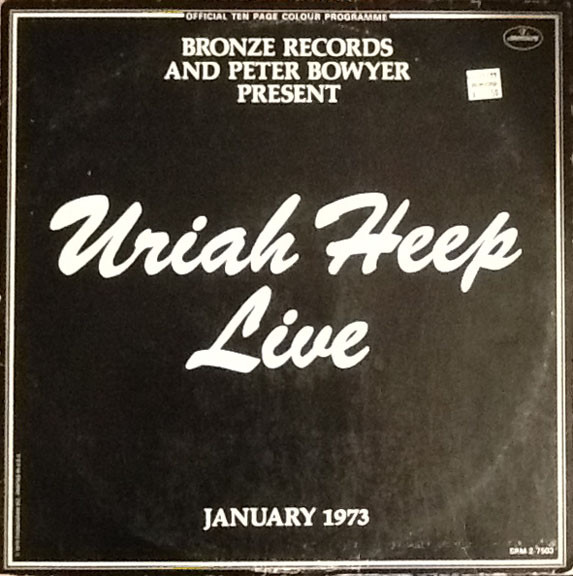 OFFICIAL TEN PAGE COLOUR PROGRAMME
BRONZE RECORDS
AND PETER BOWYER
PRESENT
Uriah Heep
Live
JANUARY 1973
SRM 2 7503